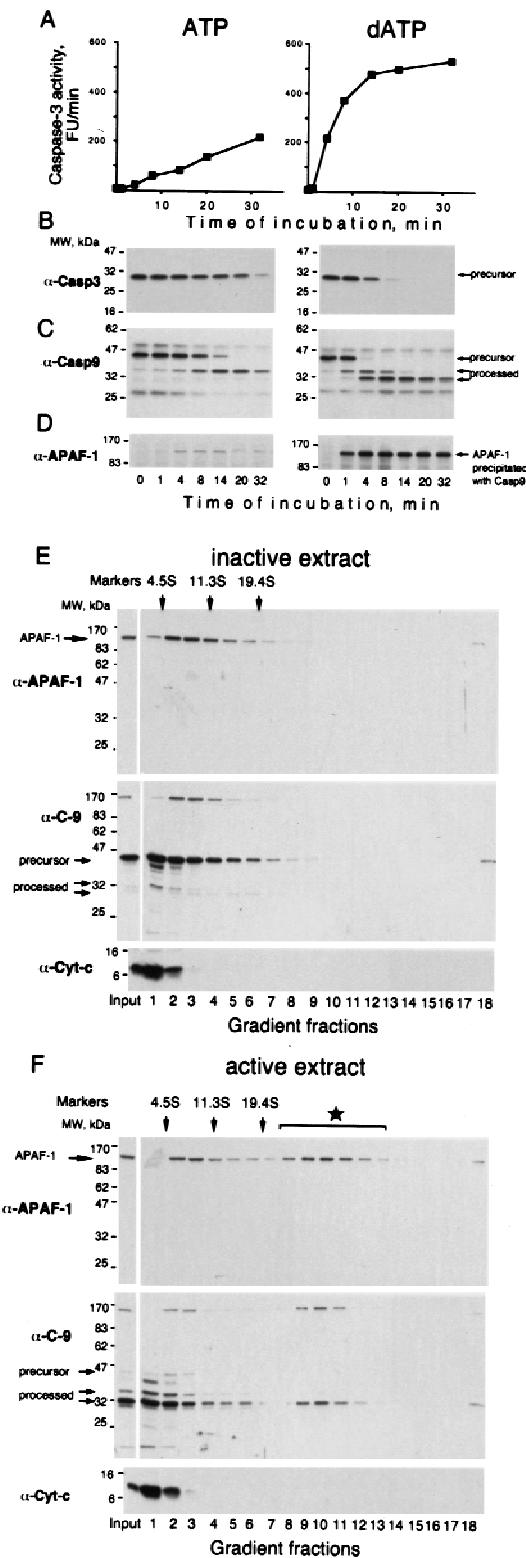 A
ATP
dATP
Caspase-3 activity,
FU/min
600
400
200
600
400
200
10 20 30
10 20 30
Time of incubation, min
B
MW, kDa
α-Casp3
47
32
25
16
47
32
25
16
precursor
C
α-Casp9
62
47
32
25
62
47
32
25
precursor
processed
D
α-APAF-1
170
83
170
83
APAF-1
precipitated
with Casp9
0 1 4 8 14 20 32
0 1 4 8 14 20 32
Time of incubation, min
E
inactive extract
Markers 4.5S 11.3S 19.4S
MW, kDa
APAF-1
α-APAF-1
170
83
62
47
32
25
α-C-9
170
83
62
47
32
25
precursor
processed
α-Cyt-c
16
6
Input 1 2 3 4 5 6 7 8 9 10 11 12 13 14 15 16 17 18
Gradient fractions
F
active extract
Markers 4.5S 11.3S 19.4S
MW, kDa
APAF-1
α-APAF-1
170
83
62
47
32
25
α-C-9
170
83
62
47
32
25
precursor
processed
α-Cyt-c
16
6
Input 1 2 3 4 5 6 7 8 9 10 11 12 13 14 15 16 17 18
Gradient fractions